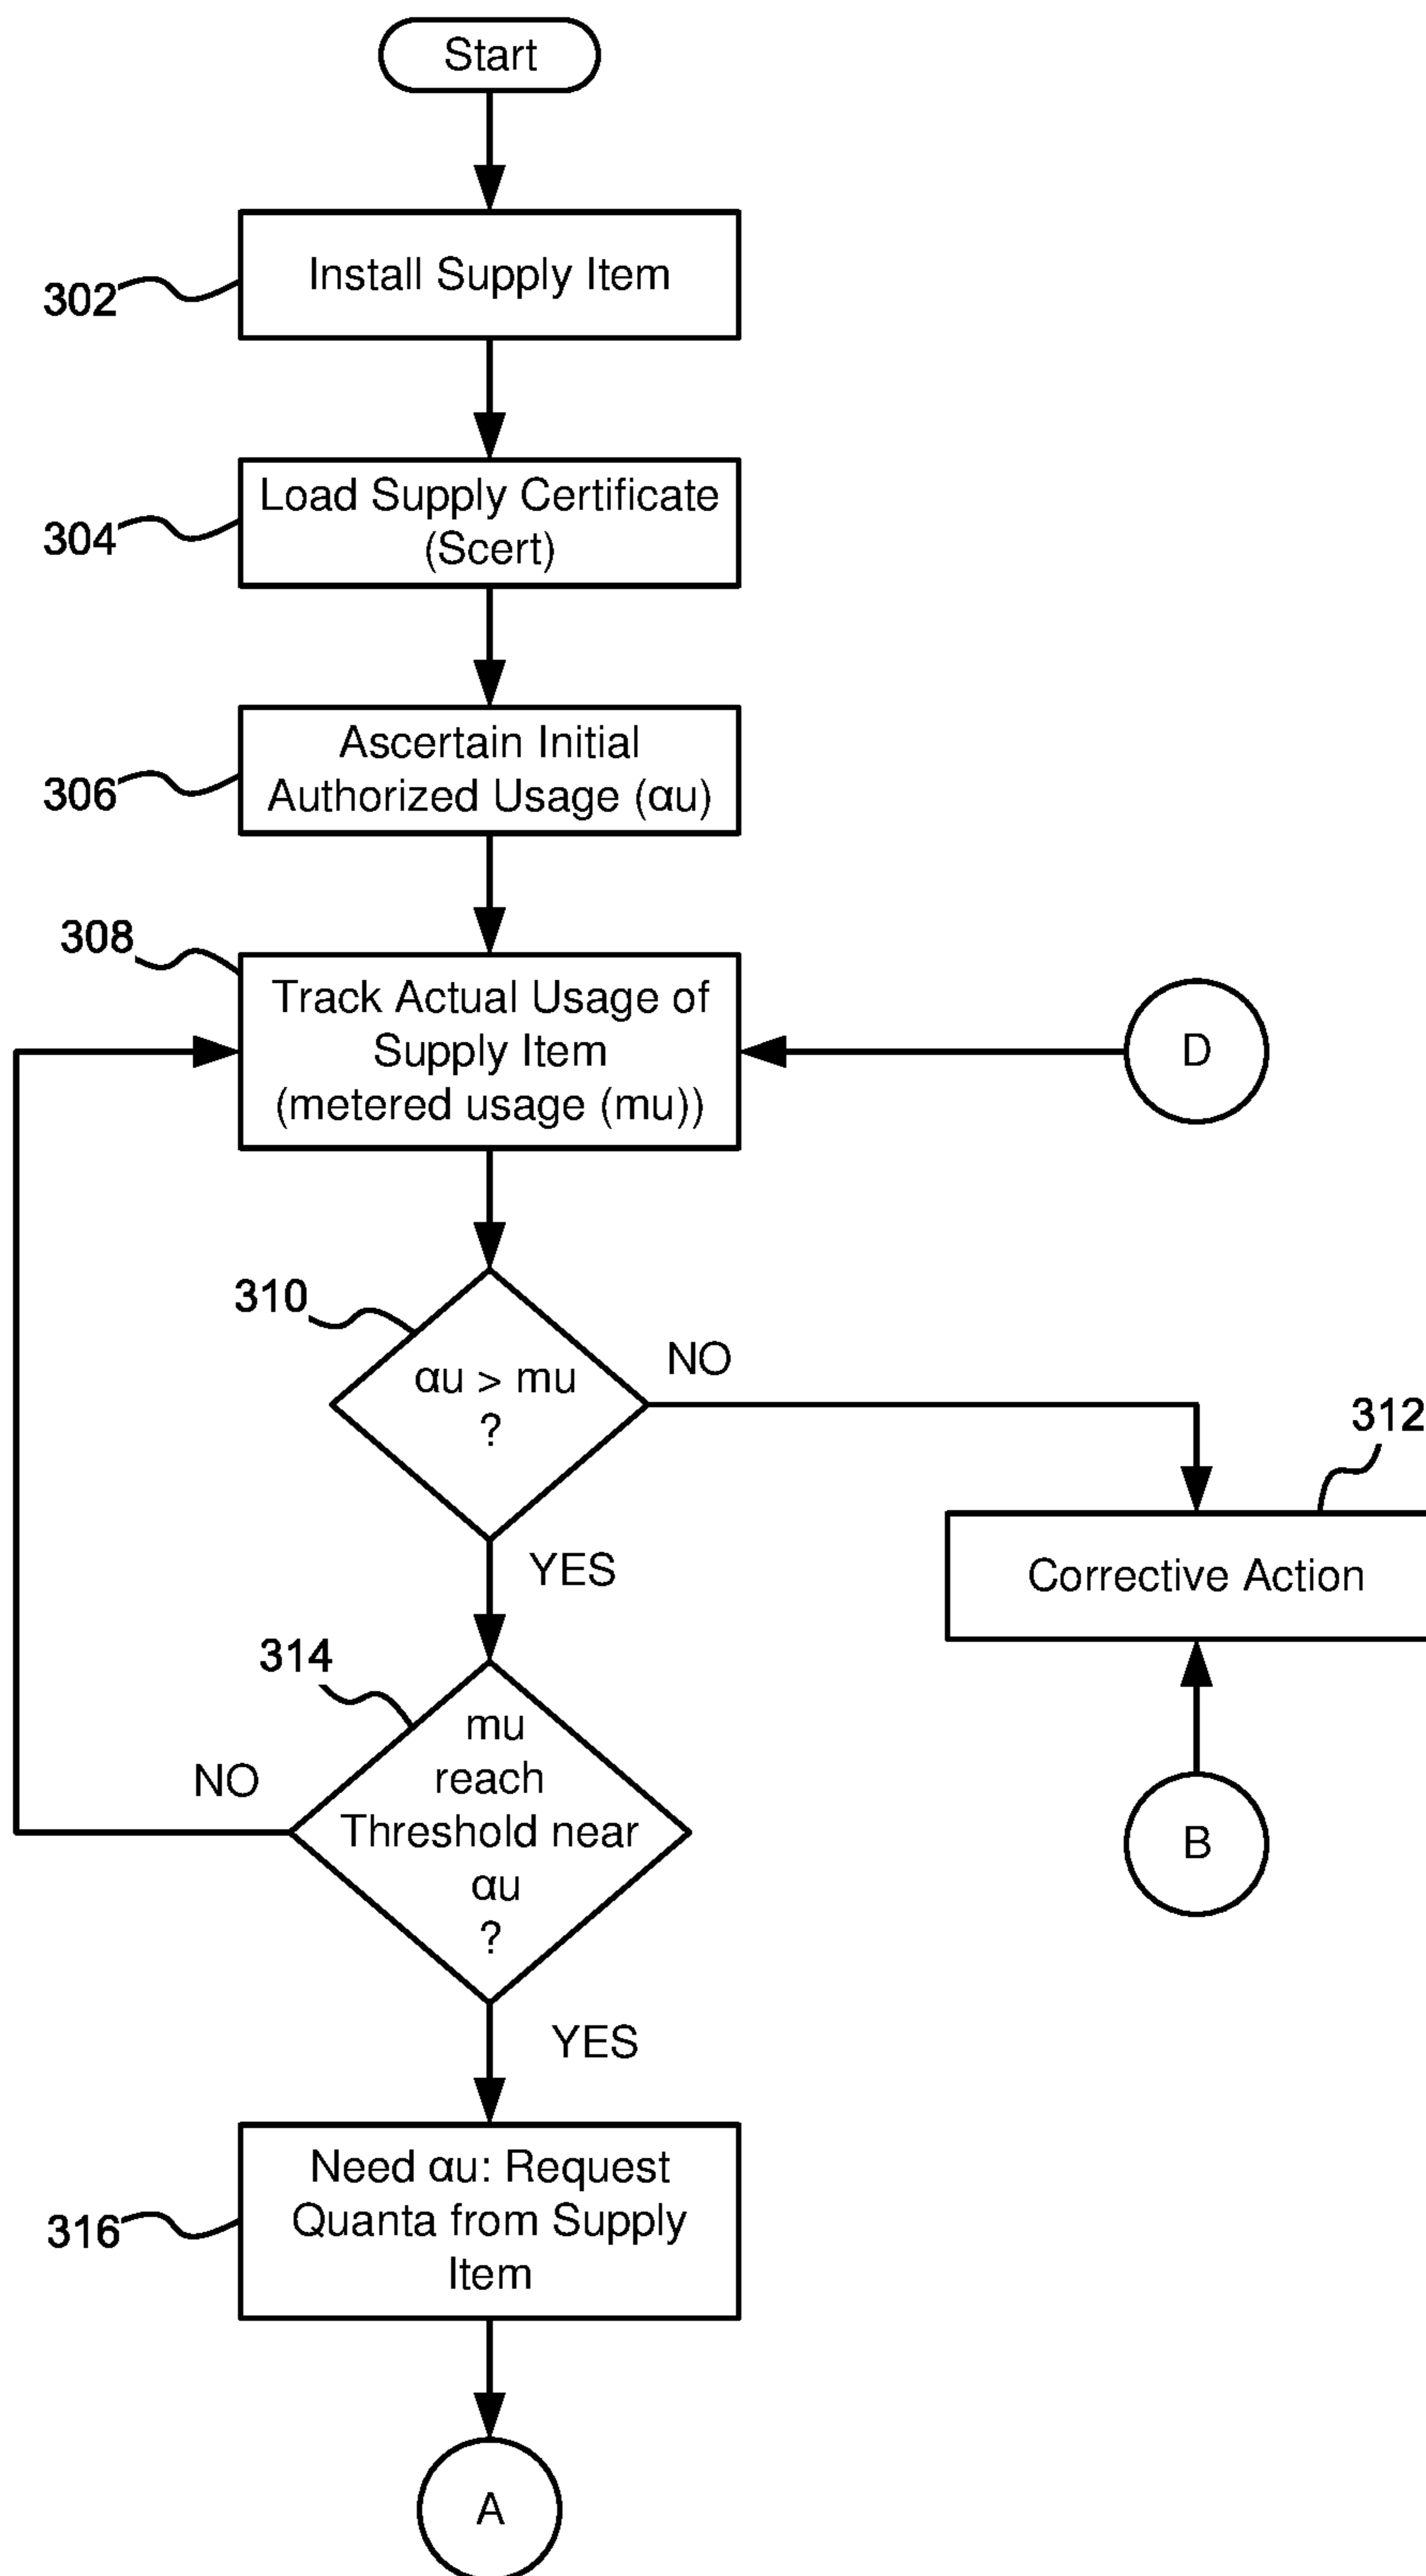 Start
Install Supply Item
302
Load Supply Certificate
(Scert)
304
Ascertain Initial
Authorized Usage (αu)
306
308
Track Actual Usage of
Supply Item
(metered usage (mu))
D
310
αu > mu
?
NO
312
Corrective Action
YES
314
mu
reach
Threshold near
αu
?
NO
B
YES
Need αu: Request
Quanta from Supply
Item
316
A